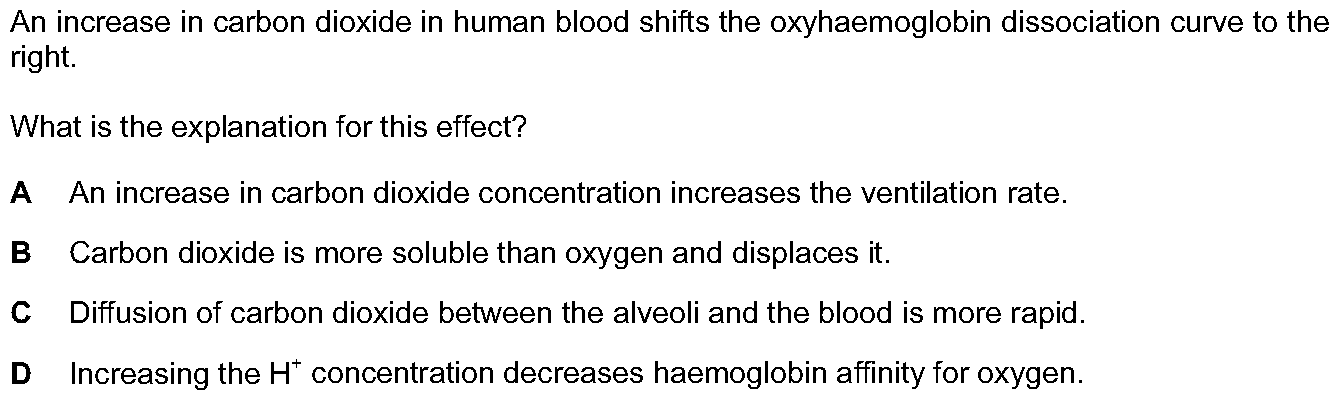 An increase in carbon dioxide in human blood shifts the oxyhaemoglobin dissociation curve to the
right.
What is the explanation for this effect?
A An increase in carbon dioxide concentration increases the ventilation rate.
B Carbon dioxide is more soluble than oxygen and displaces it.
C Diffusion of carbon dioxide between the alveoli and the blood is more rapid.
D Increasing the H⁺ concentration decreases haemoglobin affinity for oxygen.